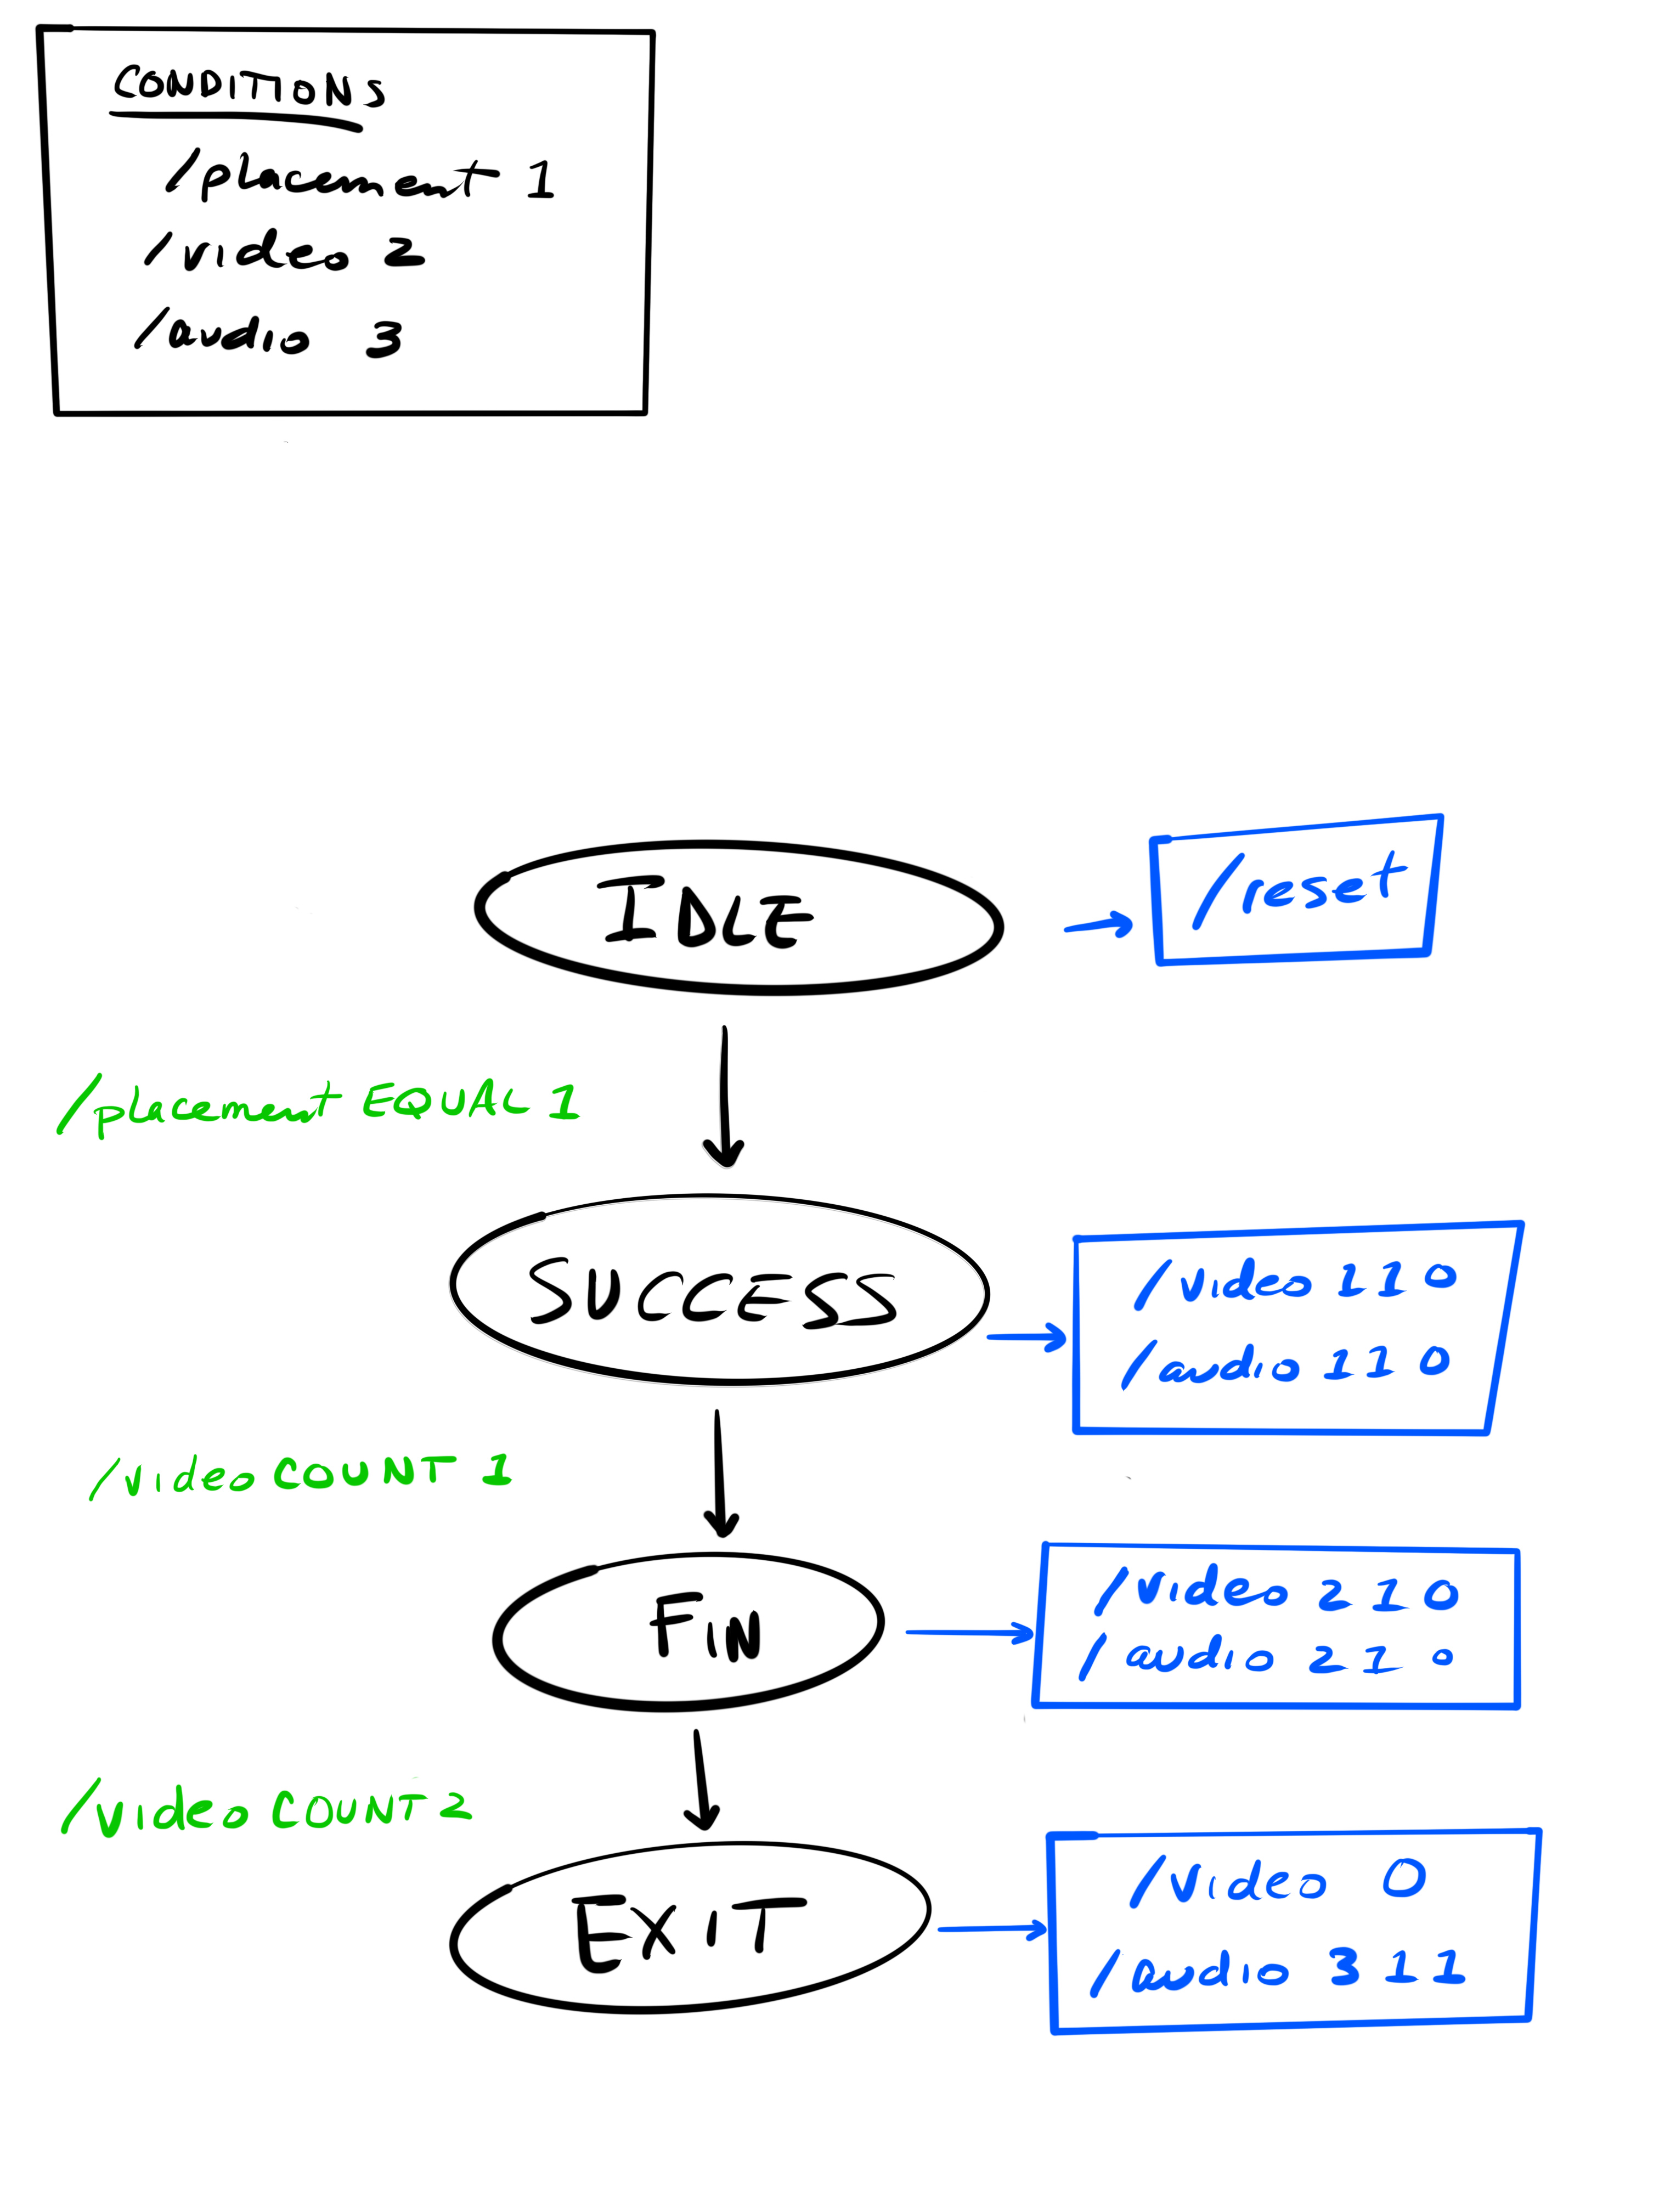 CONDITIONS
/placement 1
/video 2
/audio 3
IDLE
/reset
/placement EQUAL 1
SUCCESS
/video 1 1 0
/audio 1 1 0
/video COUNT 1
FIN
/video 2 1 0
/audio 2 1 0
/video COUNT 2
EXIT
/video 0
/audio 3 1 1